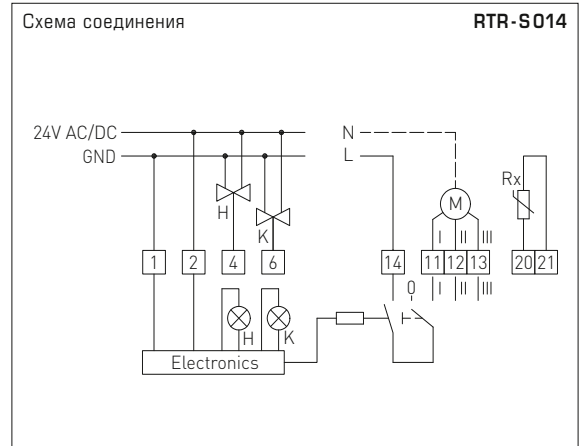 Схема соединения RTR-S014
24V AC/DC N
GND L
Rx
H M
K I II III
1 2 4 6 14 11 12 13 20 21
0 I II III
H K
Electronics